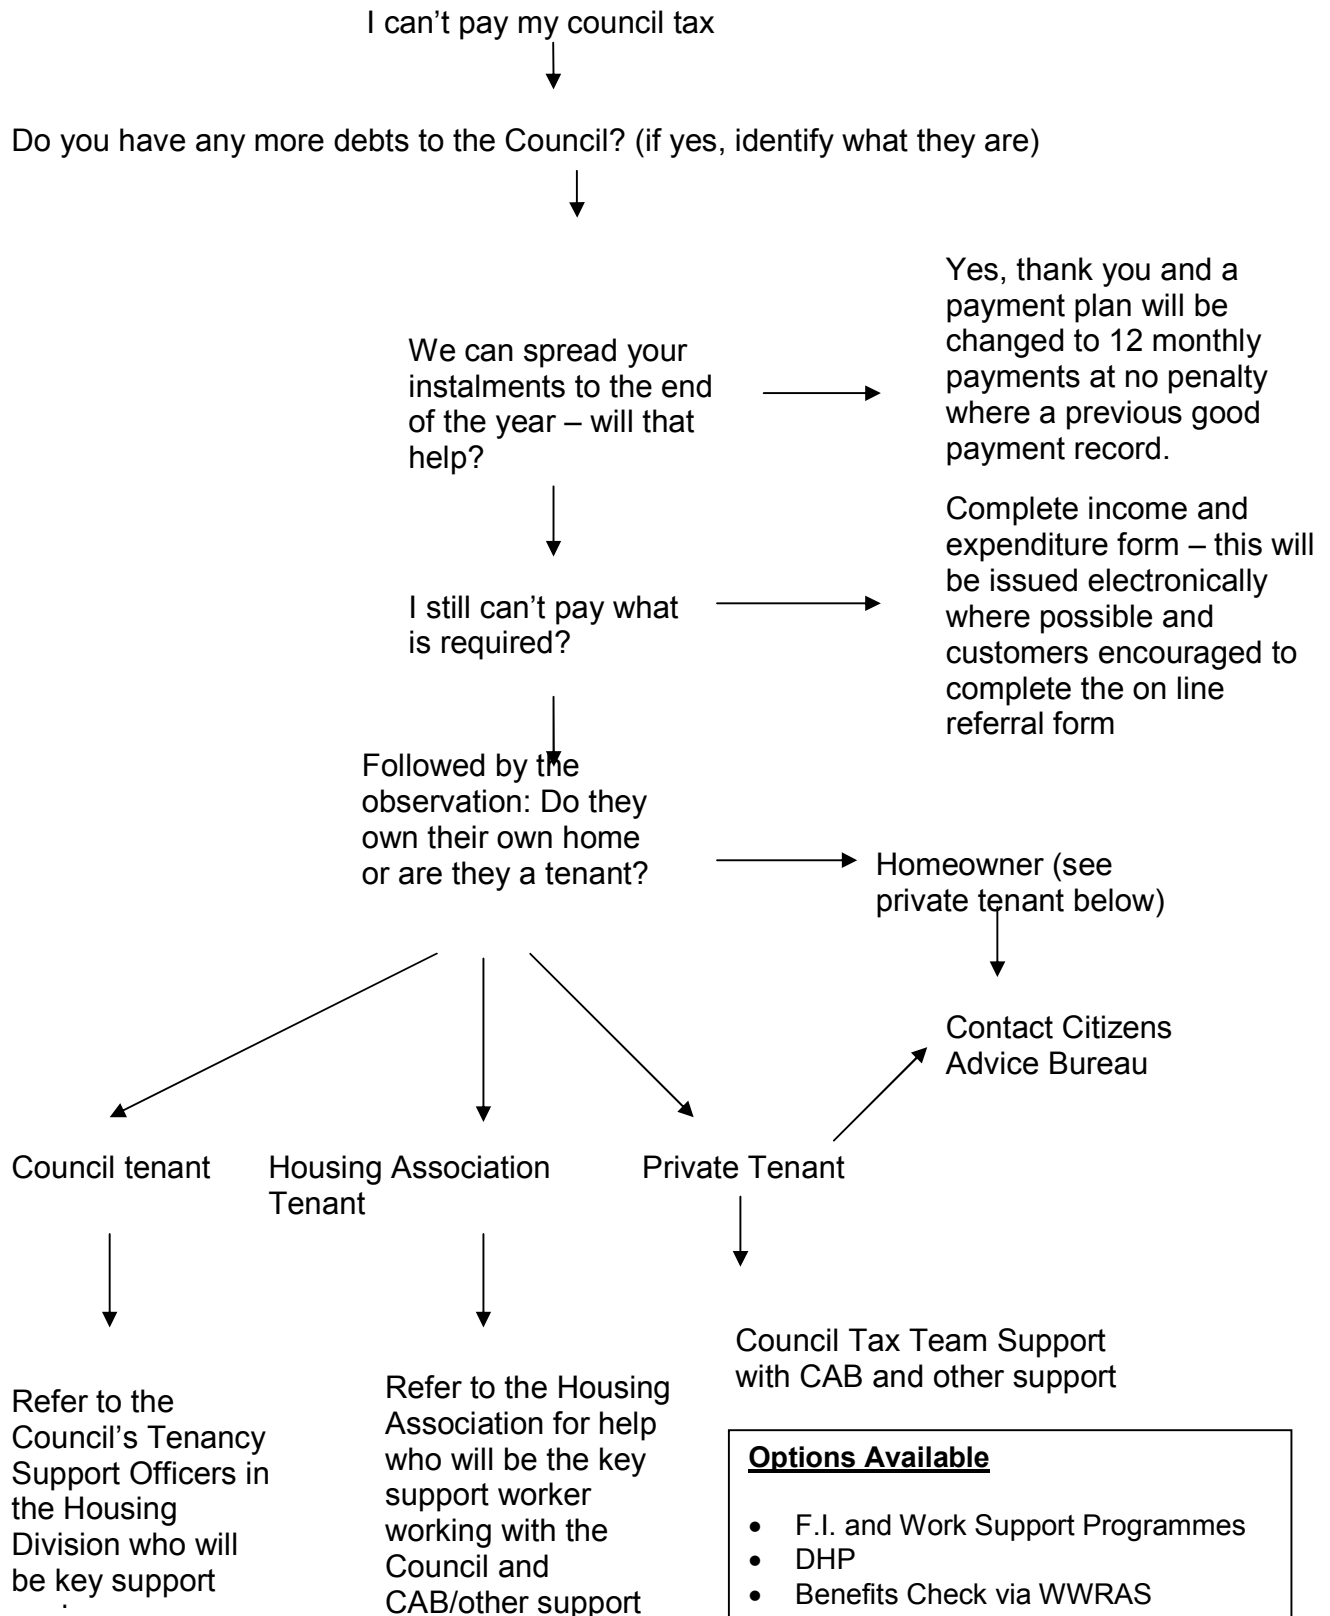 I can't pay my council tax
Do you have any more debts to the Council? (if yes, identify what they are)
We can spread your
instalments to the end
of the year – will that
help?
Yes, thank you and a
payment plan will be
changed to 12 monthly
payments at no penalty
where a previous good
payment record.
I still can't pay what
is required?
Complete income and
expenditure form – this will
be issued electronically
where possible and
customers encouraged to
complete the on line
referral form
Followed by the
observation: Do they
own their own home
or are they a tenant?
Homeowner (see
private tenant below)
Contact Citizens
Advice Bureau
Council tenant
Housing Association
Tenant
Private Tenant
Refer to the
Council's Tenancy
Support Officers in
the Housing
Division who will
be key support
Refer to the Housing
Association for help
who will be the key
support worker
working with the
Council and
CAB/other support
Council Tax Team Support
with CAB and other support
Options Available
• F.I. and Work Support Programmes
• DHP
• Benefits Check via WWRAS